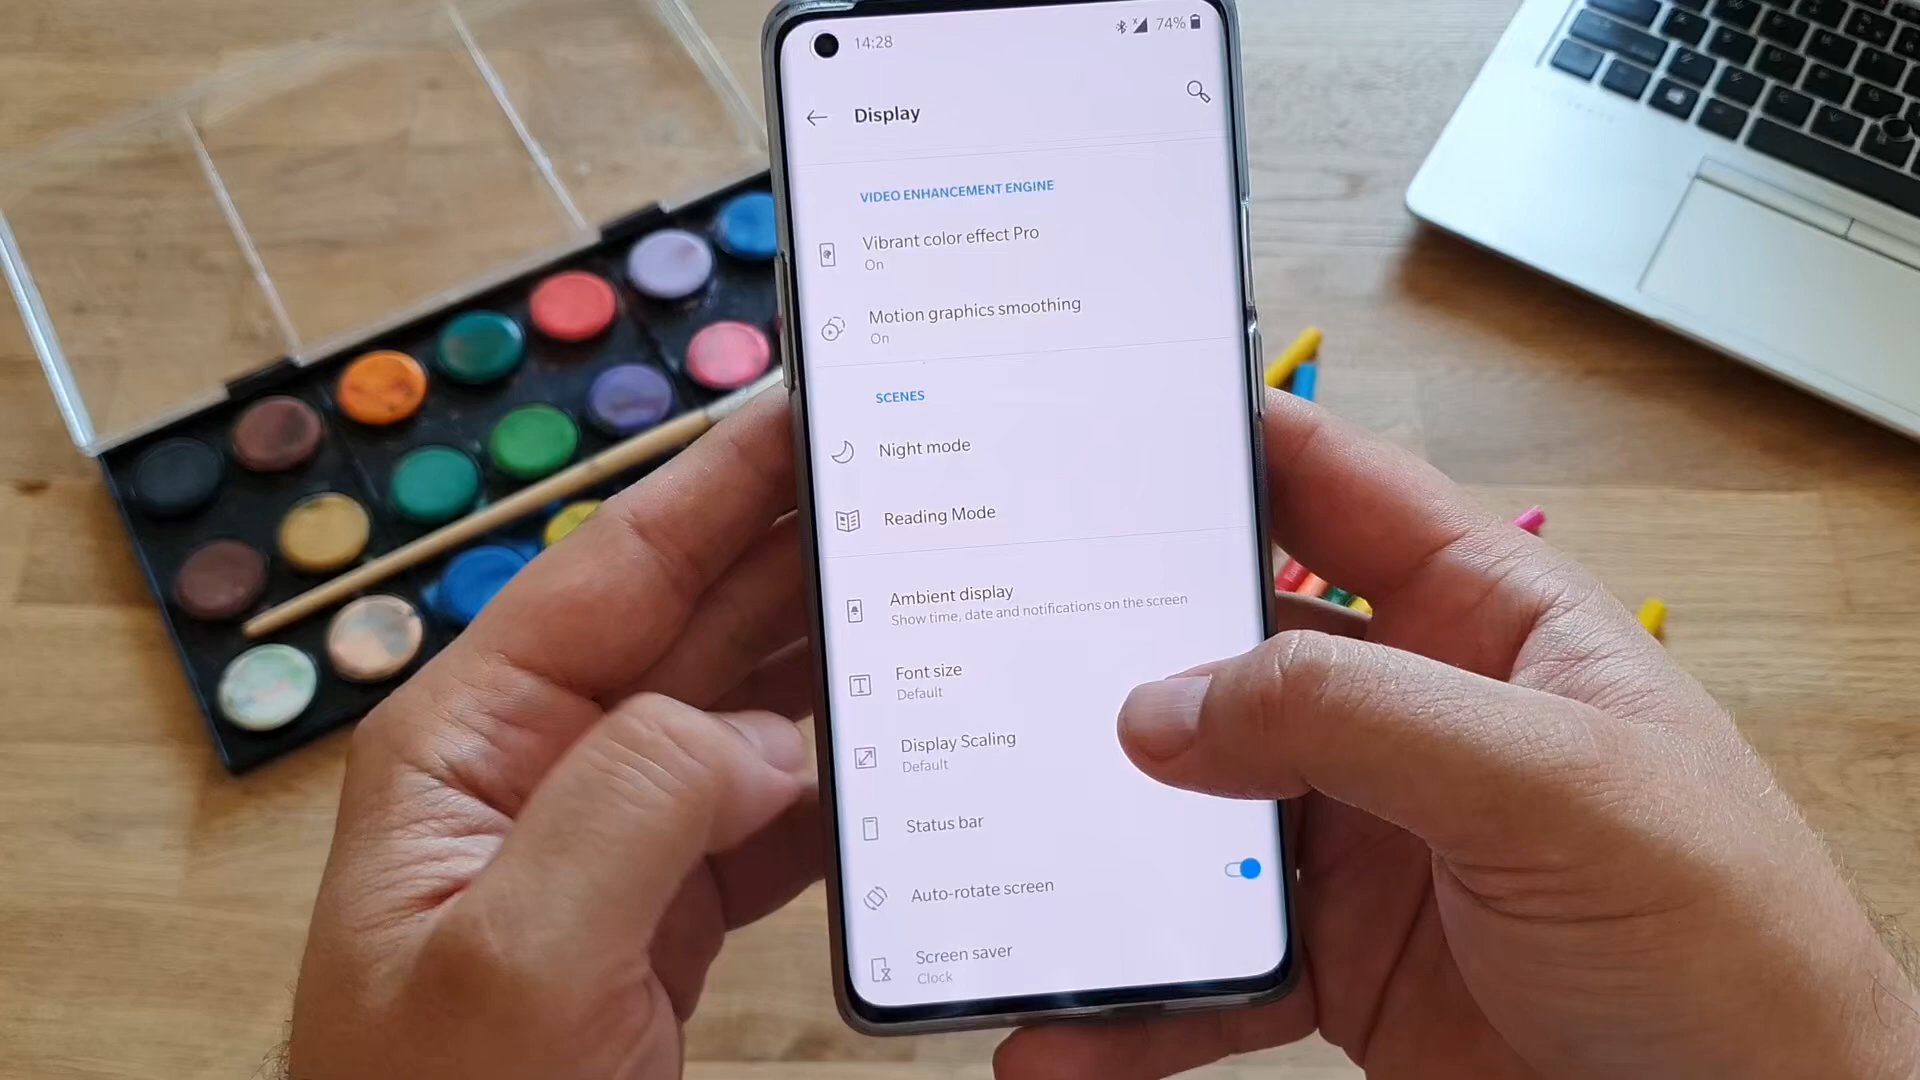 14:28
74%
Display
VIDEO ENHANCEMENT ENGINE
Vibrant color effect Pro
On
Motion graphics smoothing
On
SCENES
Night mode
Reading Mode
Ambient display
Show time, date and notifications on the screen
Font size
Default
Display Scaling
Default
Status bar
Auto-rotate screen
Screen saver
Clock